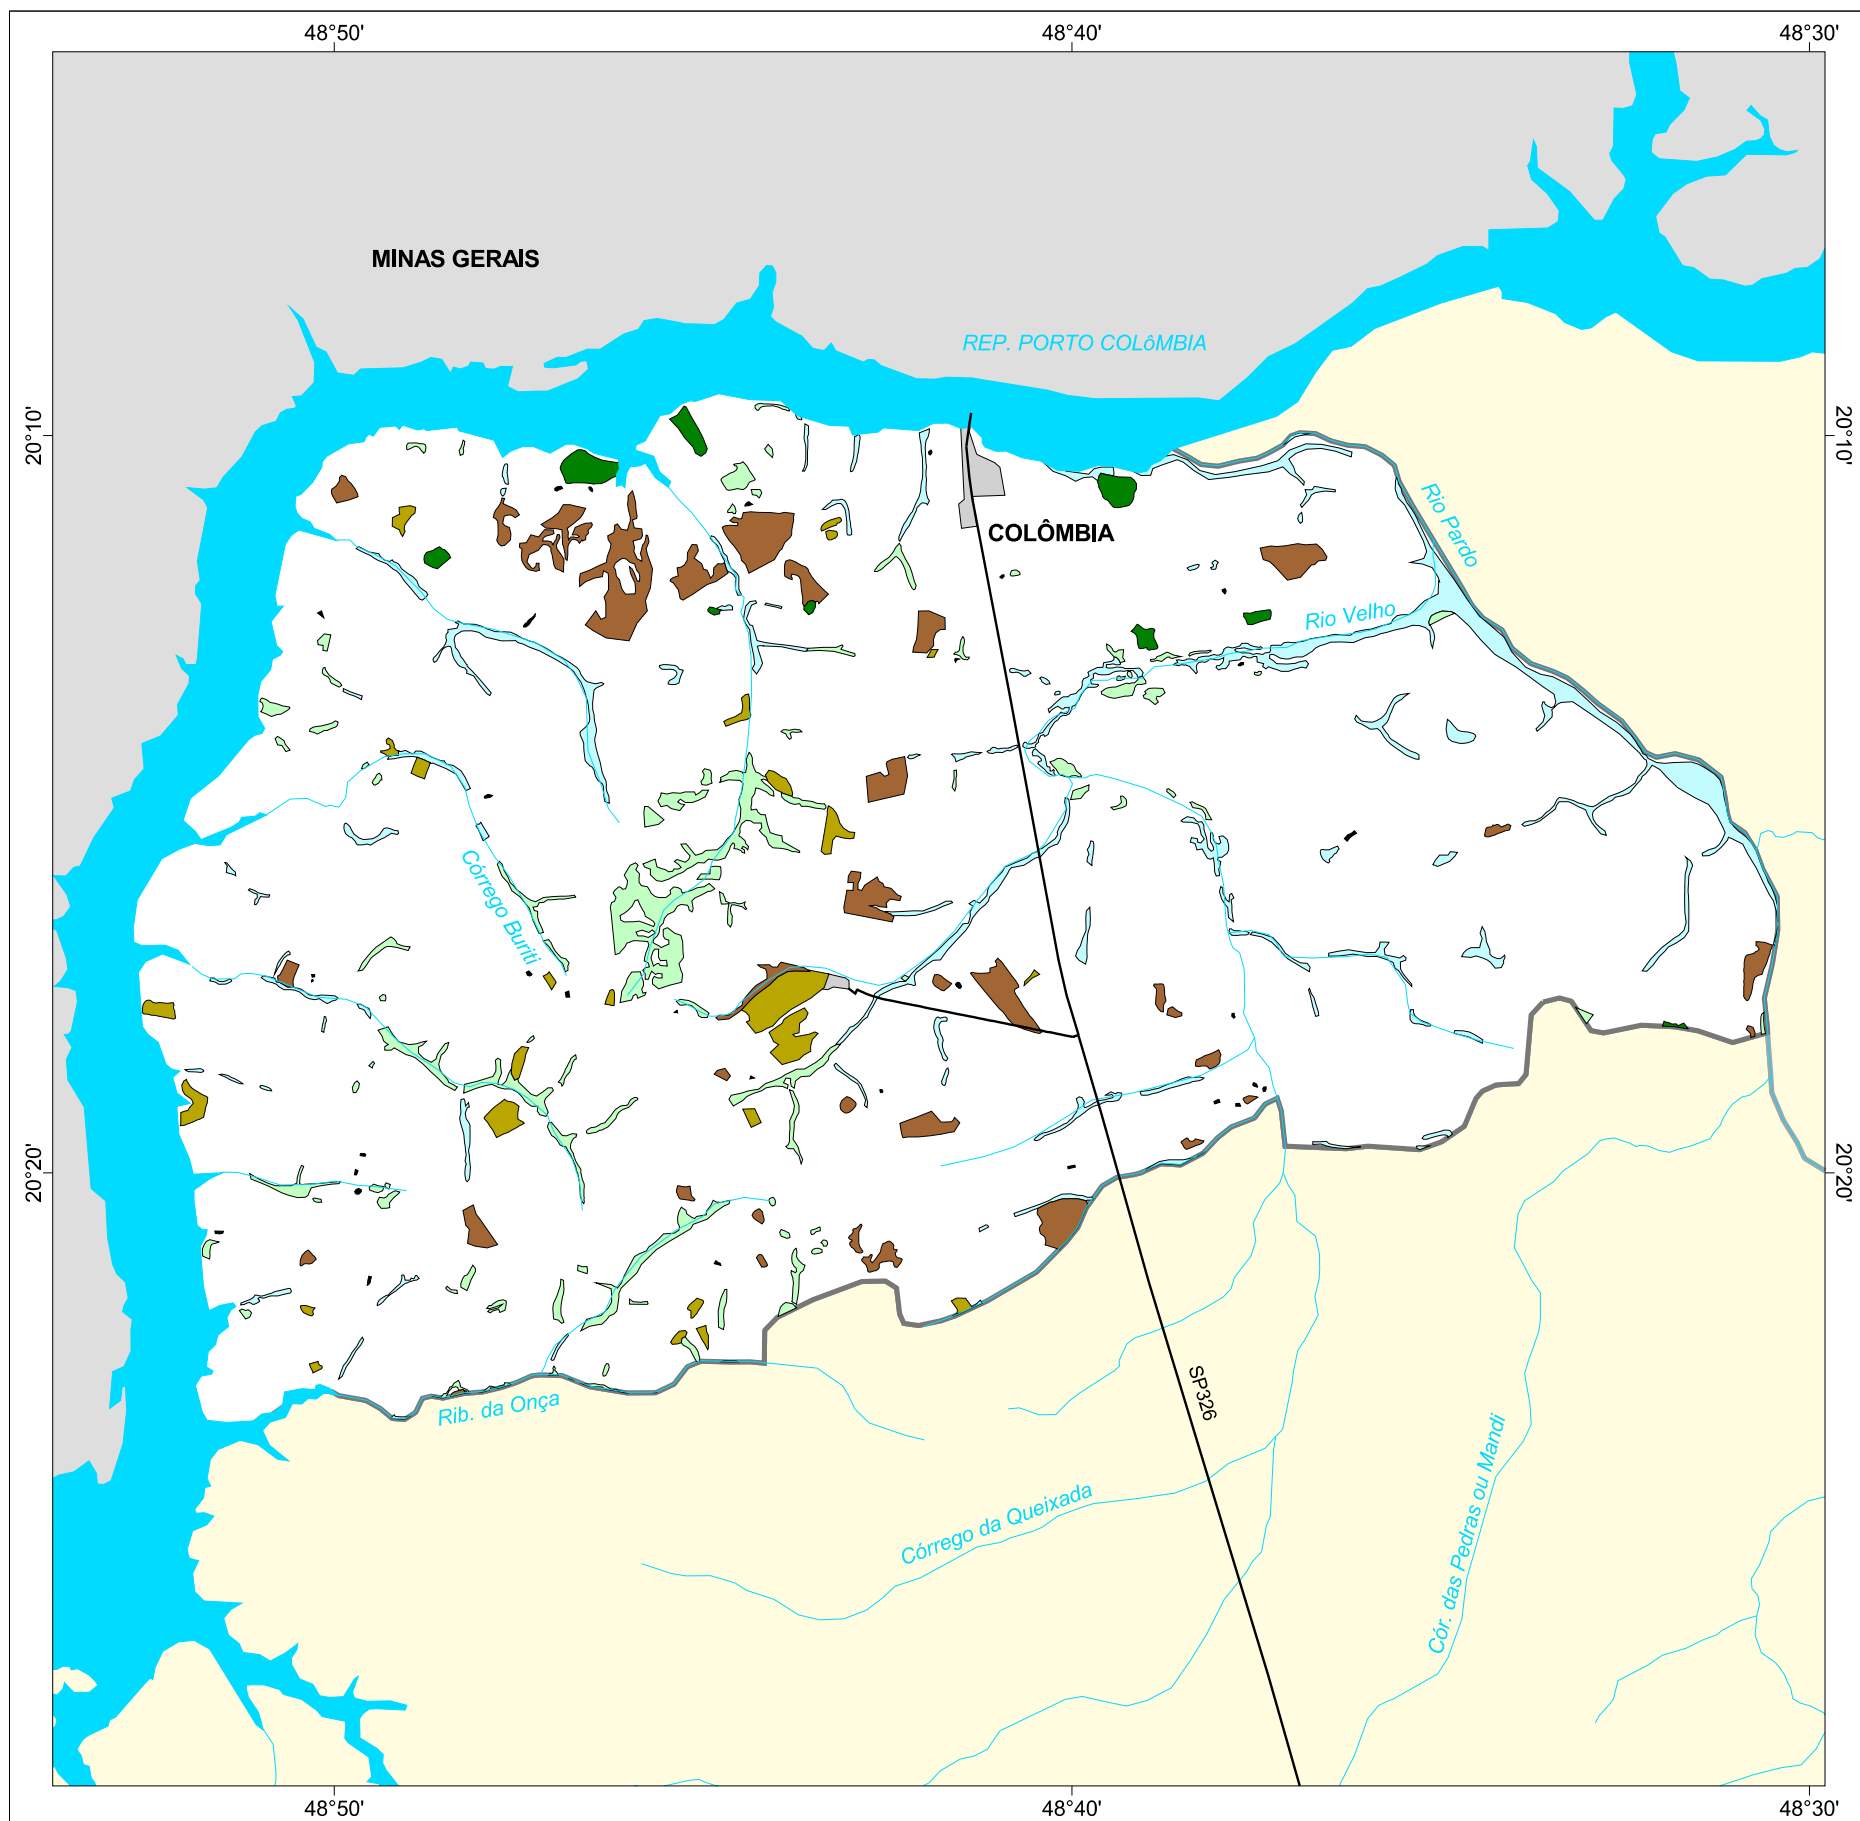 48°50'
48°40'
48°30'
MINAS GERAIS
REP. PORTO COLôMBIA
20°10'
20°10'
COLÔMBIA
Rio Pardo
Rio Velho
Córrego Buriti
20°20'
20°20'
SP326
Rib. da Onça
Córrego da Queixada
Cór. das Pedras ou Mandi
48°50'
48°40'
48°30'